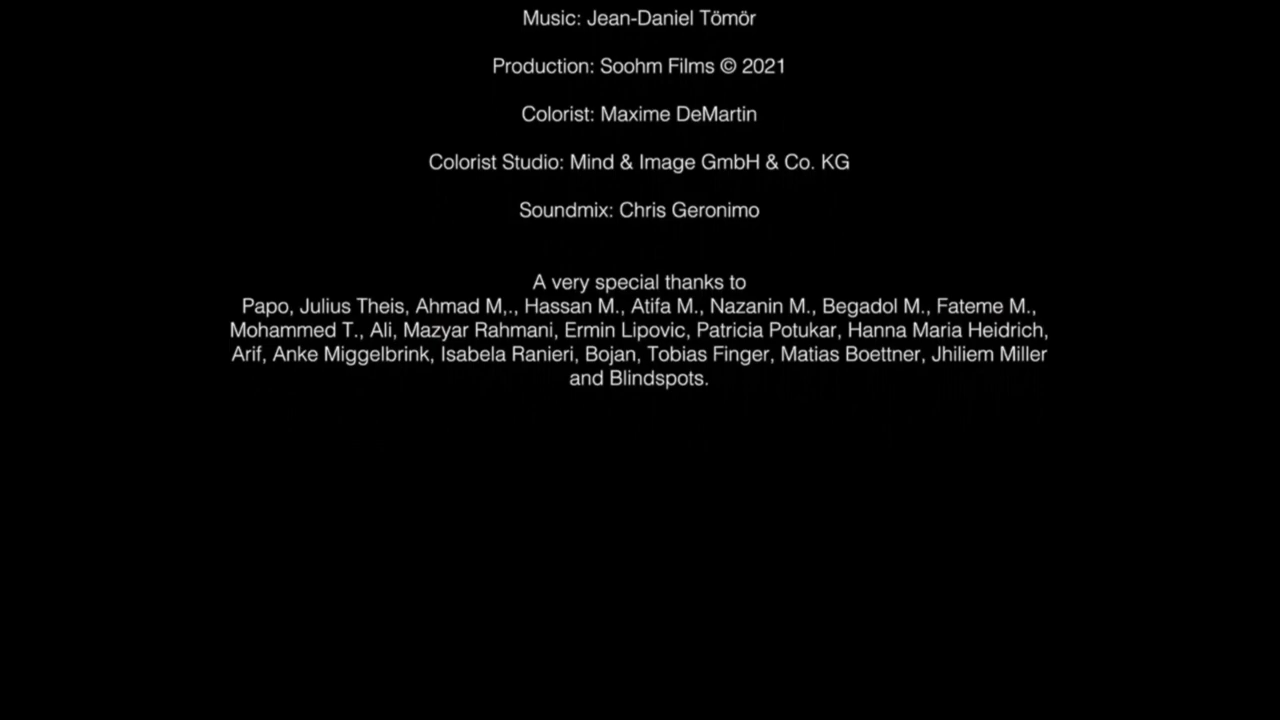 Music: Jean-Daniel Tömör
Production: Soohm Films © 2021
Colorist: Maxime DeMartin
Colorist Studio: Mind & Image GmbH & Co. KG
Soundmix: Chris Geronimo
A very special thanks to
Papo, Julius Theis, Ahmad M,., Hassan M., Atifa M., Nazanin M., Begadol M., Fateme M.,
Mohammed T., Ali, Mazyar Rahmani, Ermin Lipovic, Patricia Potukar, Hanna Maria Heidrich,
Arif, Anke Miggelbrink, Isabela Ranieri, Bojan, Tobias Finger, Matias Boettner, Jhiliem Miller
and Blindspots.